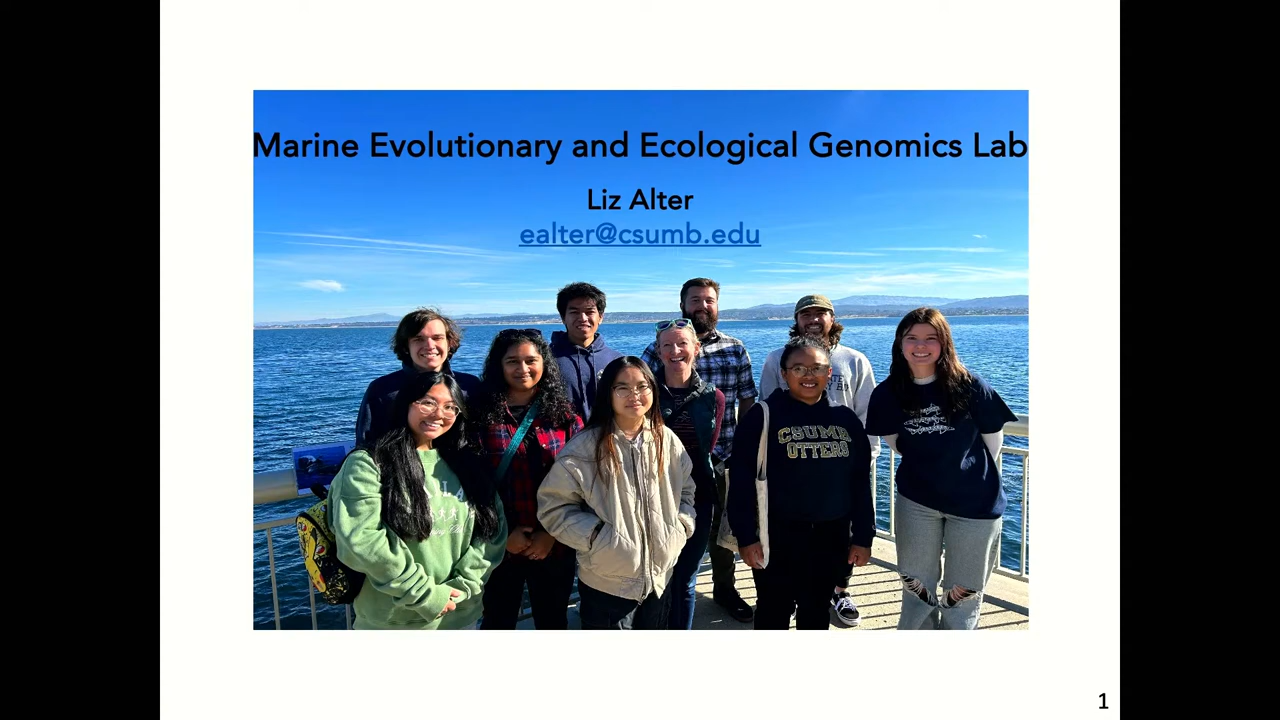 Marine Evolutionary and Ecological Genomics Lab
Liz Alter
ealter@csumb.edu
CSUMB
OTTERS
1